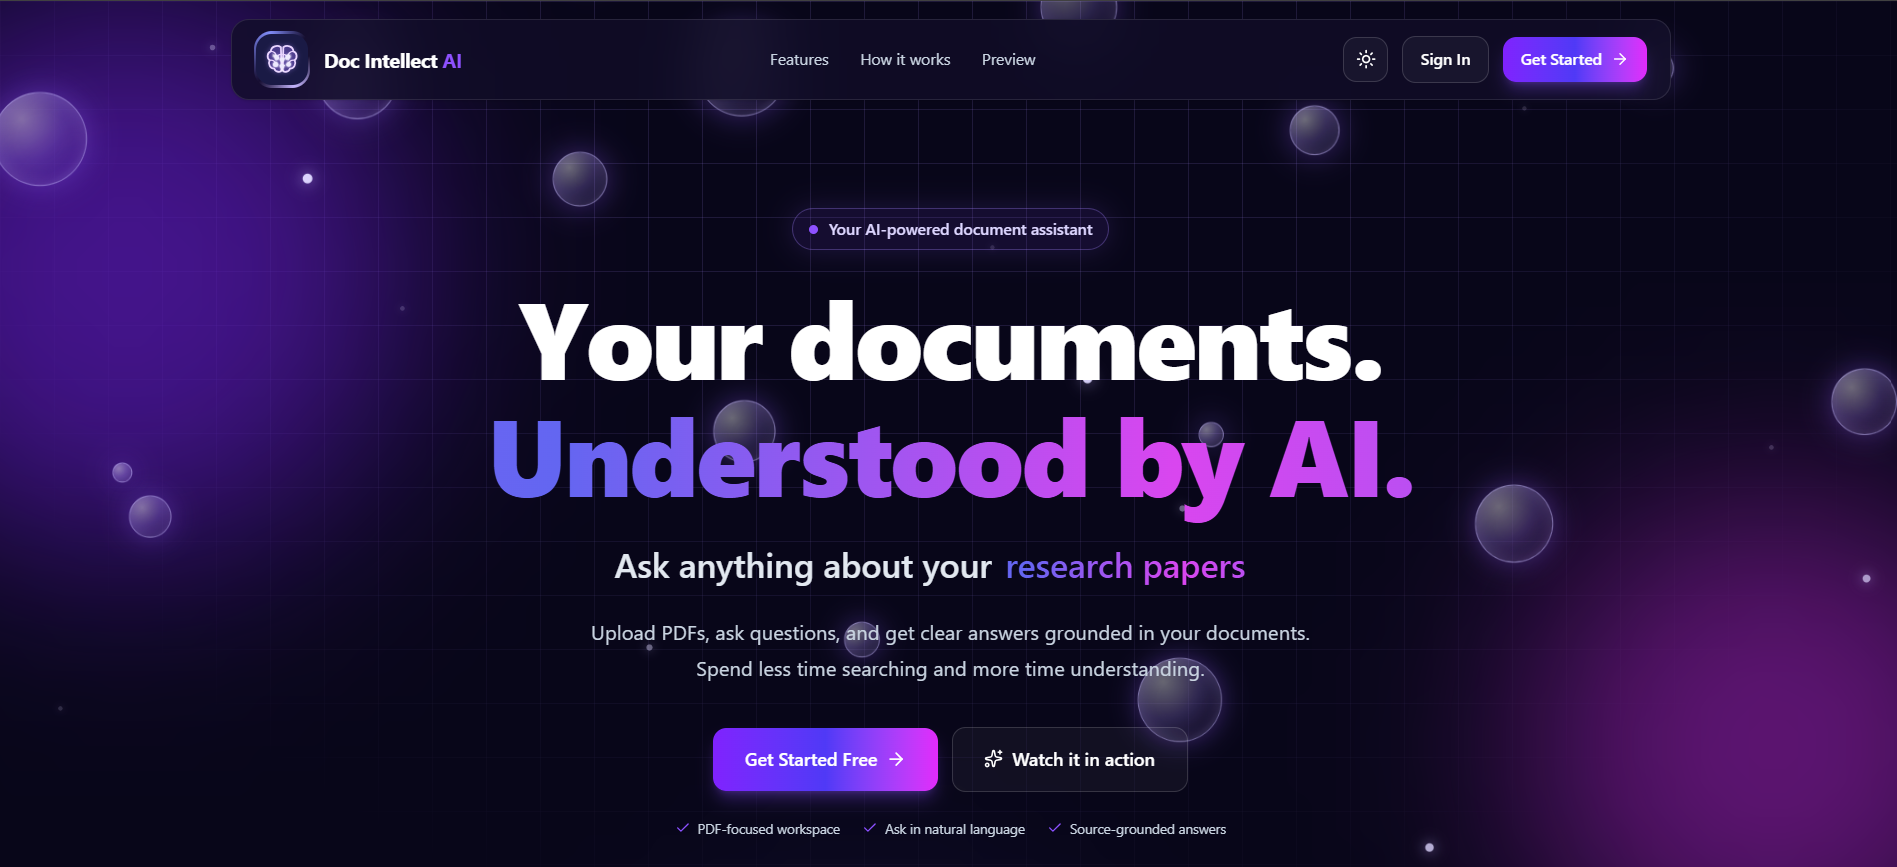 Doc Intellect AI
Features
How it works
Preview
Sign In
Get Started
Your AI-powered document assistant
Your documents.
Understood by AI.
Ask anything about your research papers
Upload PDFs, ask questions, and get clear answers grounded in your documents.
Spend less time searching and more time understanding.
Get Started Free
Watch it in action
PDF-focused workspace
Ask in natural language
Source-grounded answers